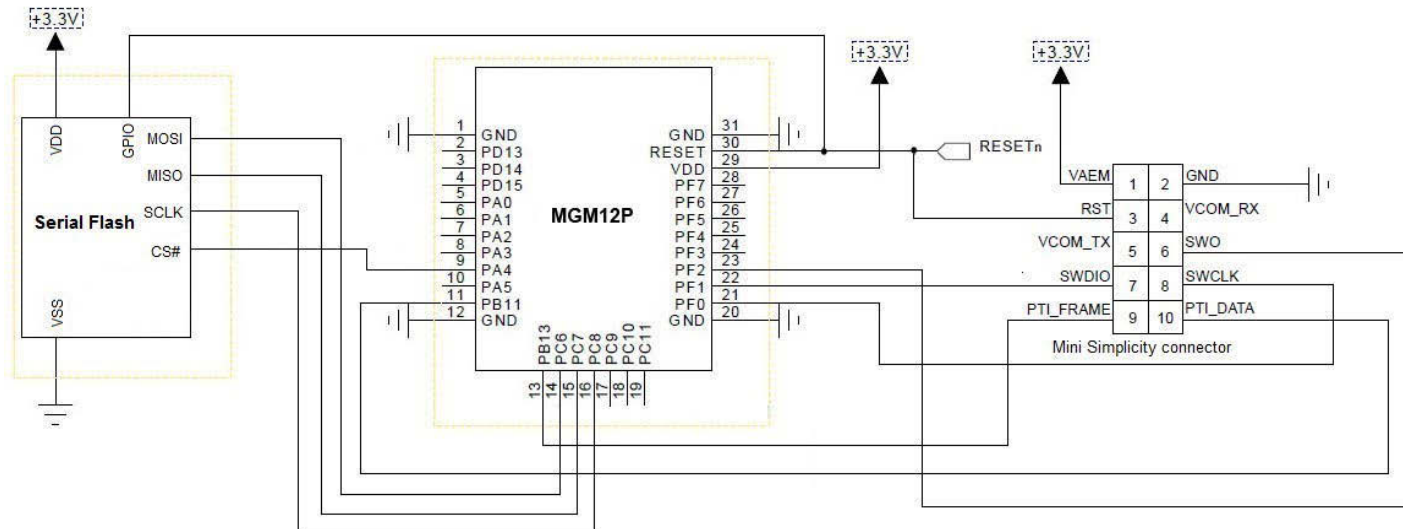 +3.3V
VDD
GPIO
MOSI
MISO
SCLK
CS#
Serial Flash
VSS
MGM12P
1 GND
2 PD13
3 PD14
4 PD15
5 PA0
6 PA1
7 PA2
8 PA3
9 PA4
10 PA5
11 PB11
12 GND
13 PB13
14 PC6
15 PC7
16 PC8
17 PC9
18 PC10
19 PC11
31 GND
30 RESET
29 VDD
28 PF7
27 PF6
26 PF5
25 PF4
24 PF3
23 PF2
22 PF1
21 PF0
20 GND
+3.3V
RESETn
+3.3V
VAEM 1 2 GND
RST 3 4 VCOM_RX
VCOM_TX 5 6 SWO
SWDIO 7 8 SWCLK
PTI_FRAME 9 10 PTI_DATA
Mini Simplicity connector